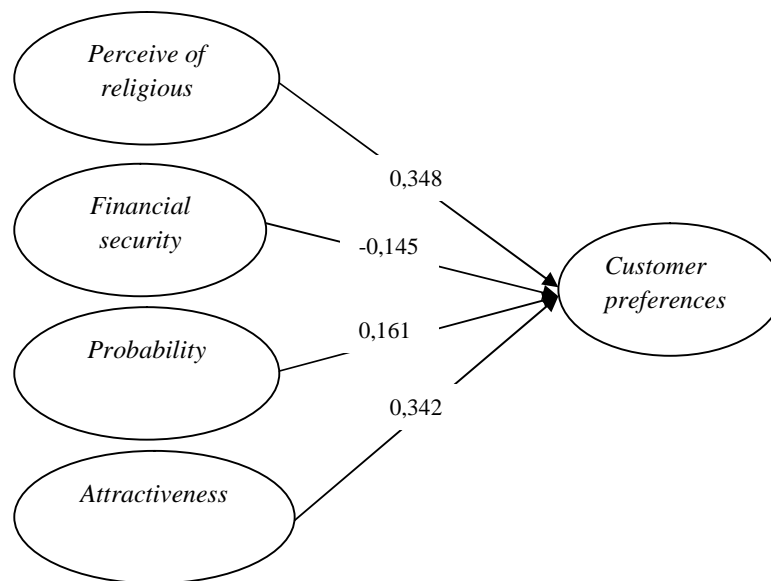 Perceive of
religious
0,348
Financial
security
-0,145
Customer
preferences
Probability
0,161
0,342
Attractiveness